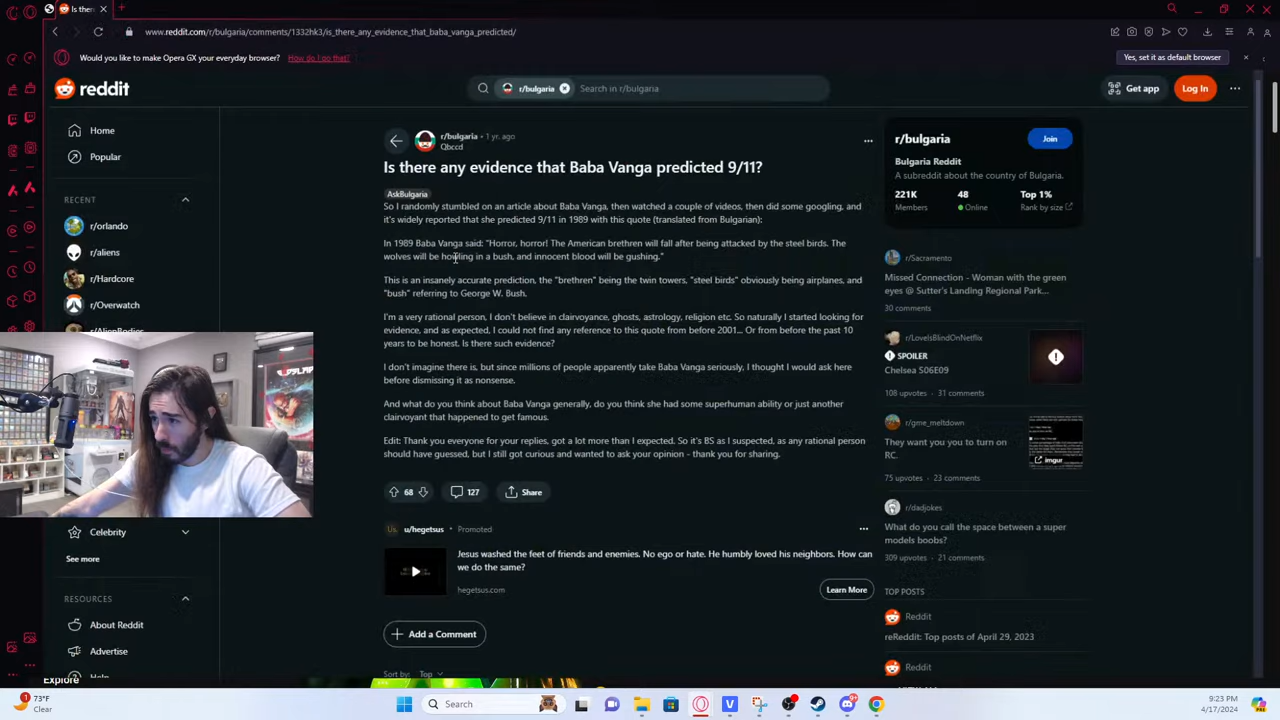 Is the
www.reddit.com/r/bulgaria/comments/1332hk3/is_there_any_evidence_that_baba_vanga_predicted/
Would you like to make Opera GX your everyday browser? How do I do that?
Yes, set it as default browser
reddit
r/bulgaria
Search in r/bulgaria
Get app
Log In
Home
Popular
RECENT
r/orlando
r/aliens
r/Hardcore
r/Overwatch
r/AlienBodies
Celebrity
See more
RESOURCES
About Reddit
Advertise
Help
Explore
r/bulgaria • 1 yr. ago
Qbccd
Is there any evidence that Baba Vanga predicted 9/11?
AskBulgaria
So I randomly stumbled on an article about Baba Vanga, then watched a couple of videos, then did some googling, and
it's widely reported that she predicted 9/11 in 1989 with this quote (translated from Bulgarian):
In 1989 Baba Vanga said: "Horror, horror! The American brethren will fall after being attacked by the steel birds. The
wolves will be howling in a bush, and innocent blood will be gushing."
This is an insanely accurate prediction, the "brethren" being the twin towers, "steel birds" obviously being airplanes, and
"bush" referring to George W. Bush.
I'm a very rational person, I don't believe in clairvoyance, ghosts, astrology, religion etc. So naturally I started looking for
evidence, and as expected, I could not find any reference to this quote from before 2001... Or from before the past 10
years to be honest. Is there such evidence?
I don't imagine there is, but since millions of people apparently take Baba Vanga seriously, I thought I would ask here
before dismissing it as nonsense.
And what do you think about Baba Vanga generally, do you think she had some superhuman ability or just another
clairvoyant that happened to get famous.
Edit: Thank you everyone for your replies, got a lot more than I expected. So it's BS as I suspected, as any rational person
should have guessed, but I still got curious and wanted to ask your opinion - thank you for sharing.
68
127
Share
u/hegetsus • Promoted
Jesus washed the feet of friends and enemies. No ego or hate. He humbly loved his neighbors. How can
we do the same?
hegetsus.com
Learn More
Add a Comment
Sort by: Top
r/bulgaria
Join
Bulgaria Reddit
A subreddit about the country of Bulgaria.
221K
48
Top 1%
Members
Online
Rank by size
r/Sacramento
Missed Connection - Woman with the green
eyes @ Sutter's Landing Regional Park...
30 comments
r/LoveIsBlindOnNetflix
SPOILER
Chelsea S06E09
108 upvotes • 31 comments
r/gme_meltdown
They want you to turn on
RC.
imgur
75 upvotes • 23 comments
r/dadjokes
What do you call the space between a super
models boobs?
309 upvotes • 21 comments
TOP POSTS
Reddit
reReddit: Top posts of April 29, 2023
Reddit
73°F
Clear
Search
9:23 PM
4/17/2024